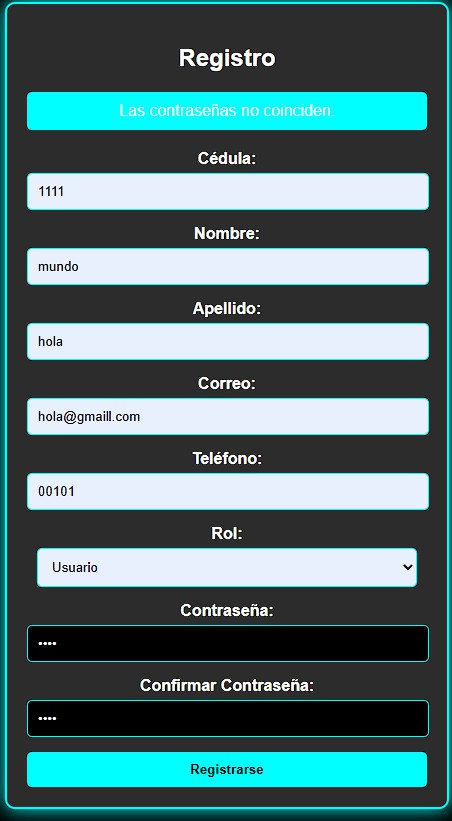 Registro
Las contraseñas no coinciden.
Cédula:
1111
Nombre:
mundo
Apellido:
hola
Correo:
hola@gmaill.com
Teléfono:
00101
Rol:
Usuario
Contraseña:
••••
Confirmar Contraseña:
••••
Registrarse